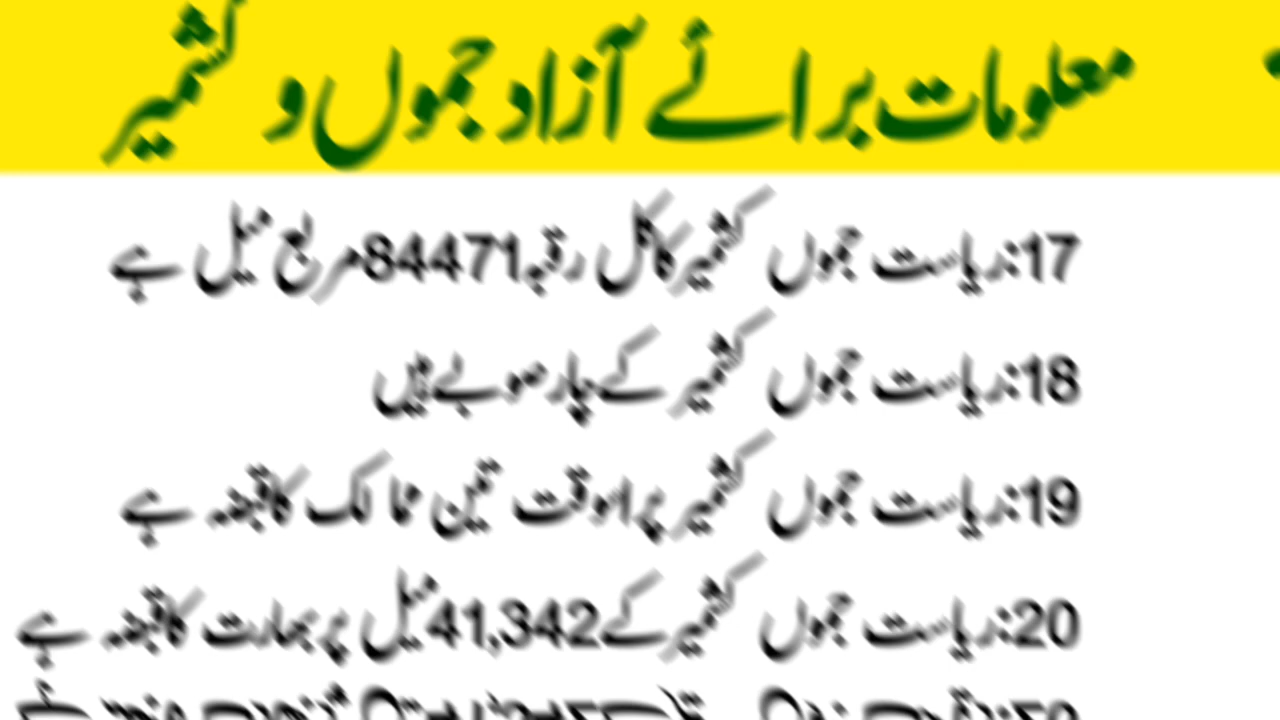 معلومات برائے آزاد جموں و کشمیر
17:ریاست جموں کشمیر کا کل رقبہ 84471 مربع میل ہے
18:ریاست جموں کشمیر کے چار صوبے ہیں
19:ریاست جموں کشمیر پر اسوقت تین ممالک کا قبضہ ہے
20:ریاست جموں کشمیر کے 41,342 میل پر بھارت کا قبضہ ہے